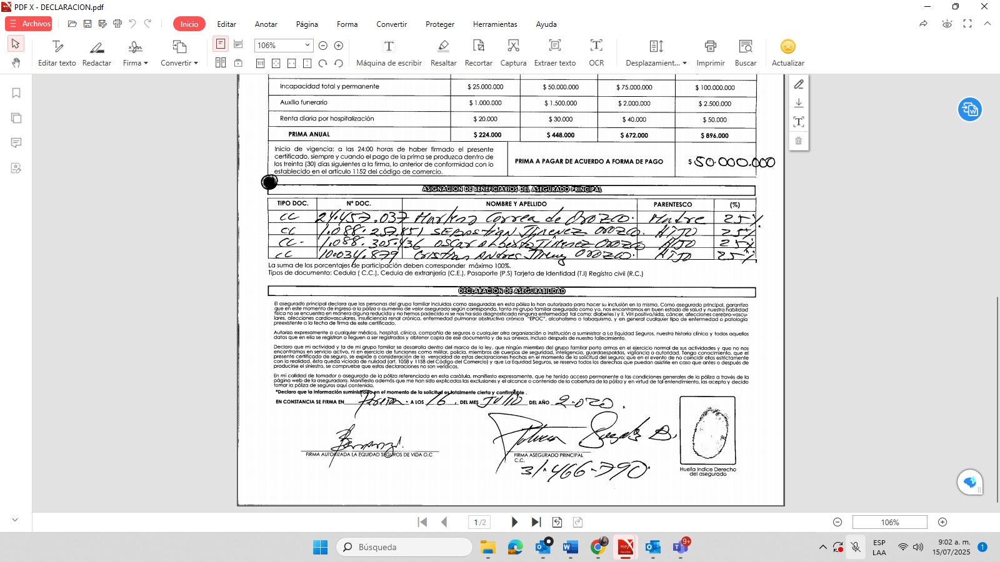 PDF X - DECLARACION.pdf
Archivos
Inicio Editar Anotar Página Forma Convertir Proteger Herramientas Ayuda
Editar texto Redactar Firma Convertir 106% 1:1 Máquina de escribir Resaltar Recortar Captura Extraer texto OCR Desplazamient... Imprimir Buscar Actualizar
Incapacidad total y permanente $ 25.000.000 $ 50.000.000 $ 75.000.000 $ 100.000.000
Auxilio funerario $ 1.000.000 $ 1.500.000 $ 2.000.000 $ 2.500.000
Renta diaria por hospitalización $ 20.000 $ 30.000 $ 40.000 $ 50.000
PRIMA ANUAL $ 224.000 $ 448.000 $ 672.000 $ 896.000
Inicio de vigencia: a las 24:00 horas de haber firmado el presente
certificado, siempre y cuando el pago de la prima se produzca dentro de
los treinta (30) días siguientes a la firma, lo anterior de conformidad con lo
establecido en el artículo 1152 del código de comercio.
PRIMA A PAGAR DE ACUERDO A FORMA DE PAGO $ 50.000.000
ASIGNACION DE BENEFICIARIOS DEL ASEGURADO PRINCIPAL
TIPO DOC. Nº DOC. NOMBRE Y APELLIDO PARENTESCO (%)
CC 24.457.037 Marleny Correa de Orozco. Madre 25%
CC 1.088.257.851 SEBASTIAN Jimenez OROZCO. HIJO 25%
CC - 1.088.305.436 OSCAR Alberto Jimenez OROZCO HIJO 25%
CC 10.034.879 Cristian Andres Jimenez OROZCO. HIJO 25%
La suma de los porcentajes de participación deben corresponder máximo 100%.
Tipos de documento: Cedula ( C.C.), Cedula de extranjería (C.E.), Pasaporte (P.S) Tarjeta de Identidad (T.I) Registro civil (R.C.)
DECLARACIÓN DE ASEGURABILIDAD
El asegurado principal declara que las personas del grupo familiar incluidas como aseguradas en esta póliza lo han autorizado para hacer su inclusión en la misma. Como asegurado principal, garantizo
que en este momento de ingreso a la póliza o aumento de valor asegurado según corresponda, tanto mi grupo familiar asegurado como yo, nos encontramos en buen estado de salud y nuestra habilidad
física no se encuentra en manera alguna reducida y no hemos padecido ni se nos ha sido diagnosticada ninguna enfermedad tal como: diabetes I y II, VIH positivo/sida, cáncer, afecciones cerebro-vascu-
lares, afecciones cardiovasculares, insuficiencia renal crónica, enfermedad pulmonar obstructiva crónica "EPOC", alcoholismo o tabaquismo, y en general cualquier tipo de enfermedad o patología
preexistente a la fecha de firma de este certificado.
Autorizo expresamente a cualquier médico, hospital, clínica, compañía de seguros o cualquier otra organización o institución a suministrar a La Equidad Seguros, nuestra historia clínica y todos aquellos
datos que en ella se registran o lleguen a ser registrados y obtener copia de ese documento y de sus anexos, incluso después de nuestro fallecimiento.
Declaro que mi actividad y la de mi grupo familiar se desarrolla dentro del marco de la ley, que ningún miembro del grupo familiar porta armas en el ejercicio normal de sus actividades y que no nos
encontramos en servicio activo, ni en ejercicio de funciones como militar, policía, miembros de cuerpos de seguridad, inteligencia, guardaespaldas, vigilancia o autoridad. Tengo conocimiento, que el
presente certificado de seguro, se expide a consideración de la veracidad de estas declaraciones hechas en el momento de la solicitud del seguro; que en el evento de no coincidir ellas estrictamente
con la realidad, ésta queda viciada de nulidad (art. 1058 y 1158 del Código del Comercio) y que La Equidad Seguros, se reserva todos los derechos que puedan asistirle en caso que antes o después de
producirse el siniestro, se compruebe que estas declaraciones no son verídicas.
En mi calidad de tomador o asegurado de la póliza referenciada en esta carátula, manifiesto expresamente, que he tenido acceso permanente a las condiciones generales de la póliza a través de la
página web de la aseguradora. Manifiesto además que me han sido explicadas las exclusiones y el alcance o contenido de la cobertura de la póliza y en virtud de tal entendimiento, las acepto y decido
tomar la póliza de seguros aquí contenida.
*Declaro que la información suministrado en el momento de la solicitud es totalmente cierta y confirmable .
EN CONSTANCIA SE FIRMA EN Pereira. A LOS 16 . DEL MES JULIO DEL AÑO 2.020 .
FIRMA AUTORIZADA LA EQUIDAD SEGUROS DE VIDA O.C
FIRMA ASEGURADO PRINCIPAL
C.C. 31.466.790
Huella Indice Derecho
del asegurado
1 /2 106%
Búsqueda
9+
ESP
LAA
9:02 a. m.
15/07/2025
1